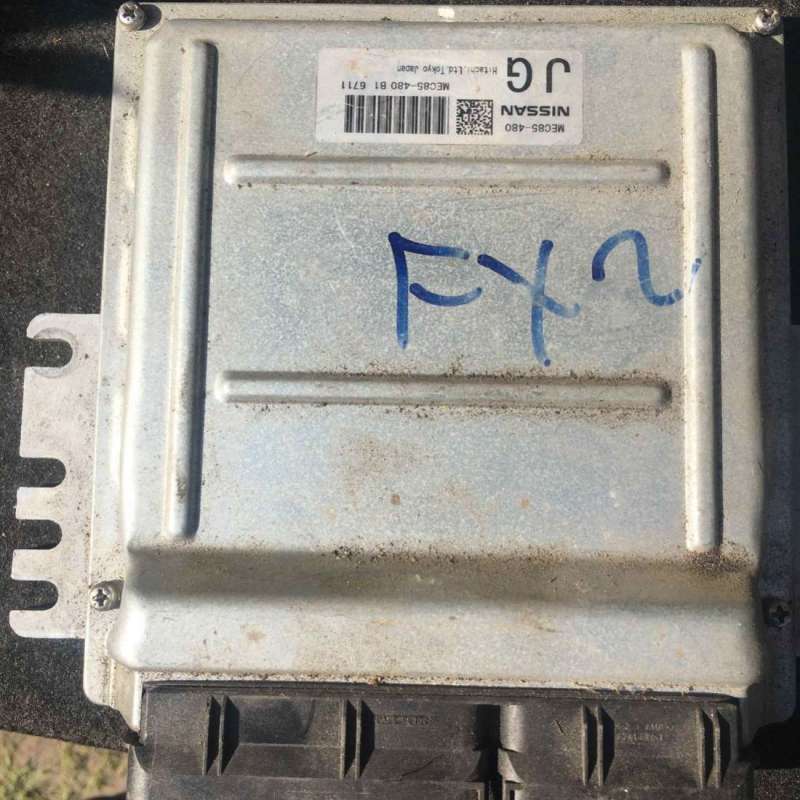 NISSAN
MEC85-480
MEC85-480 B1 6711
JG
Hitachi,Ltd.Tokyo Japan
FX2